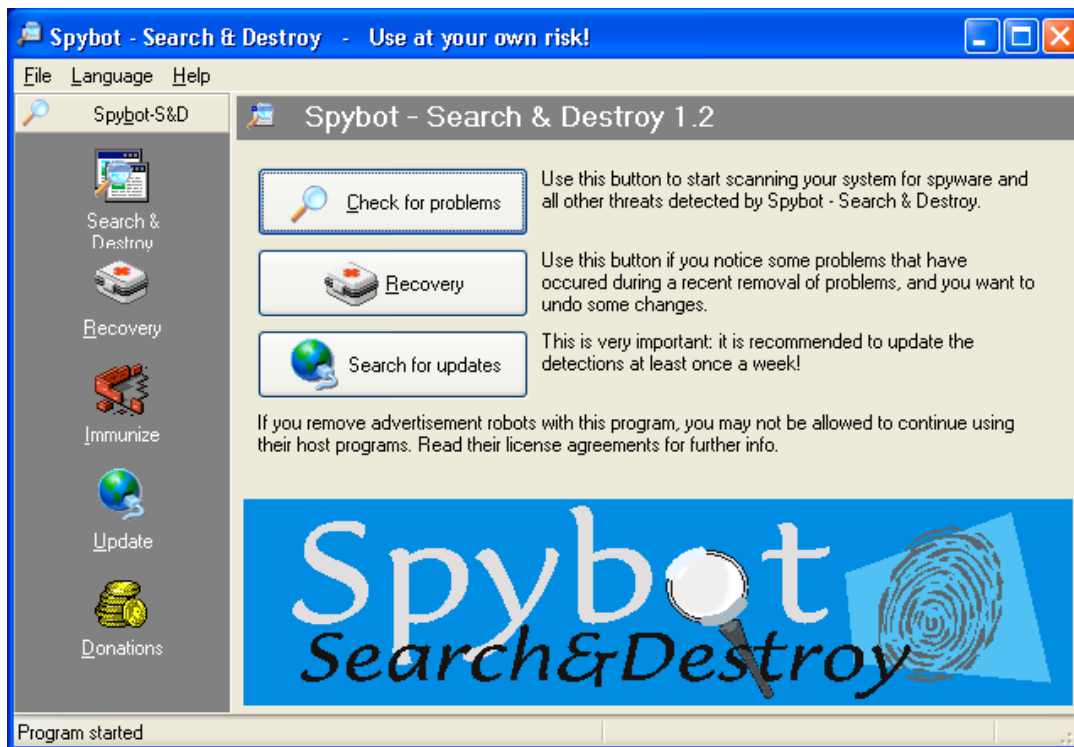 Spybot - Search & Destroy - Use at your own risk!
File Language Help
Spybot-S&D
Search &
Destroy
Recovery
Immunize
Update
Donations
Spybot - Search & Destroy 1.2
Check for problems
Use this button to start scanning your system for spyware and
all other threats detected by Spybot - Search & Destroy.
Recovery
Use this button if you notice some problems that have
occured during a recent removal of problems, and you want to
undo some changes.
Search for updates
This is very important: it is recommended to update the
detections at least once a week!
If you remove advertisement robots with this program, you may not be allowed to continue using
their host programs. Read their license agreements for further info.
Spybot
Search&Destroy
Program started